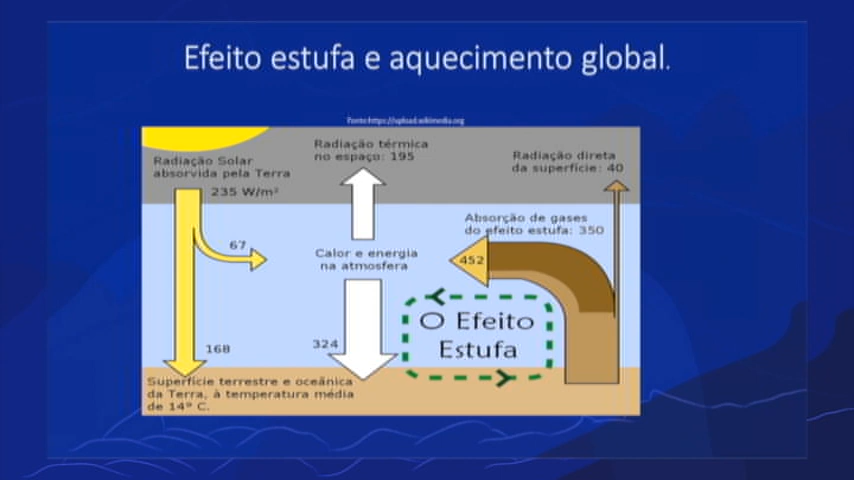 Efeito estufa e aquecimento global.
Fonte:https://upload.wikimedia.org
Radiação Solar
absorvida pela Terra
235 W/m²
Radiação térmica
no espaço: 195
Radiação direta
da superfície: 40
Absorção de gases
do efeito estufa: 350
67
Calor e energia
na atmosfera
452
O Efeito
Estufa
168
324
Superfície terrestre e oceânica
da Terra, à temperatura média
de 14º C.